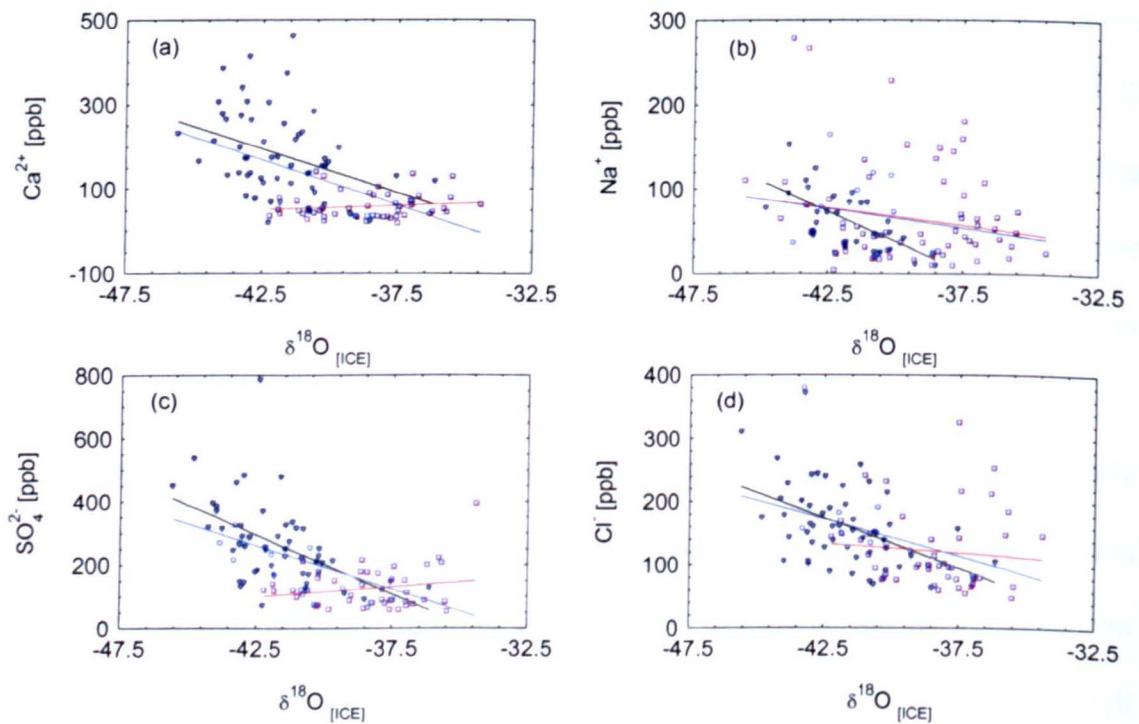 (a)
Ca2+ [ppb]
500
300
100
-100
-47.5 -42.5 -37.5 -32.5
δ18O [ICE]
(b)
Na+ [ppb]
300
200
100
0
-47.5 -42.5 -37.5 -32.5
δ18O [ICE]
(c)
SO42- [ppb]
800
600
400
200
0
-47.5 -42.5 -37.5 -32.5
δ18O [ICE]
(d)
Cl- [ppb]
400
300
200
100
0
-47.5 -42.5 -37.5 -32.5
δ18O [ICE]